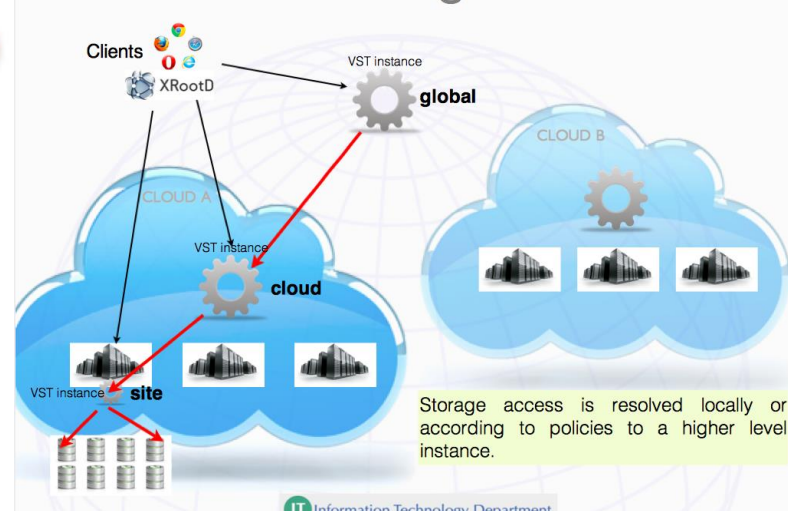 Clients
XRootD
VST instance
global
CLOUD B
CLOUD A
VST instance
cloud
VST instance
site
Storage access is resolved locally or
according to policies to a higher level
instance.
IT Information Technology Department